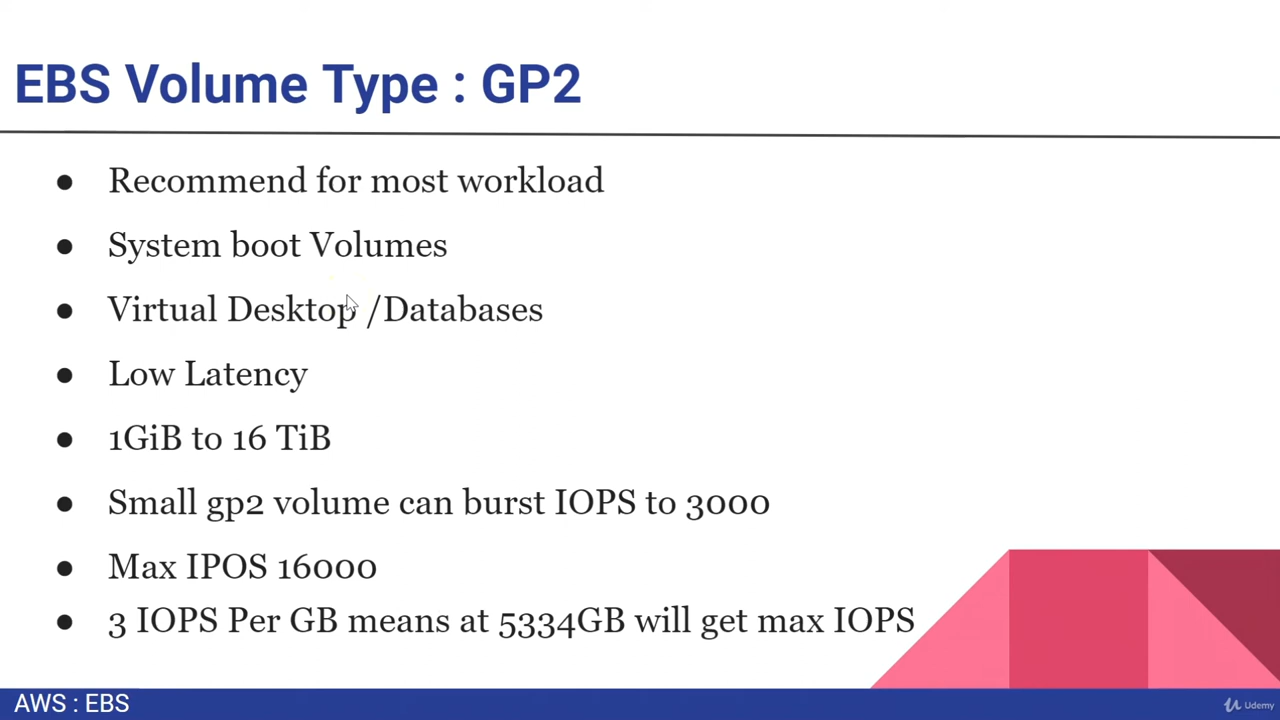 EBS Volume Type : GP2
● Recommend for most workload
● System boot Volumes
● Virtual Desktop /Databases
● Low Latency
● 1GiB to 16 TiB
● Small gp2 volume can burst IOPS to 3000
● Max IPOS 16000
● 3 IOPS Per GB means at 5334GB will get max IOPS
AWS : EBS
Udemy